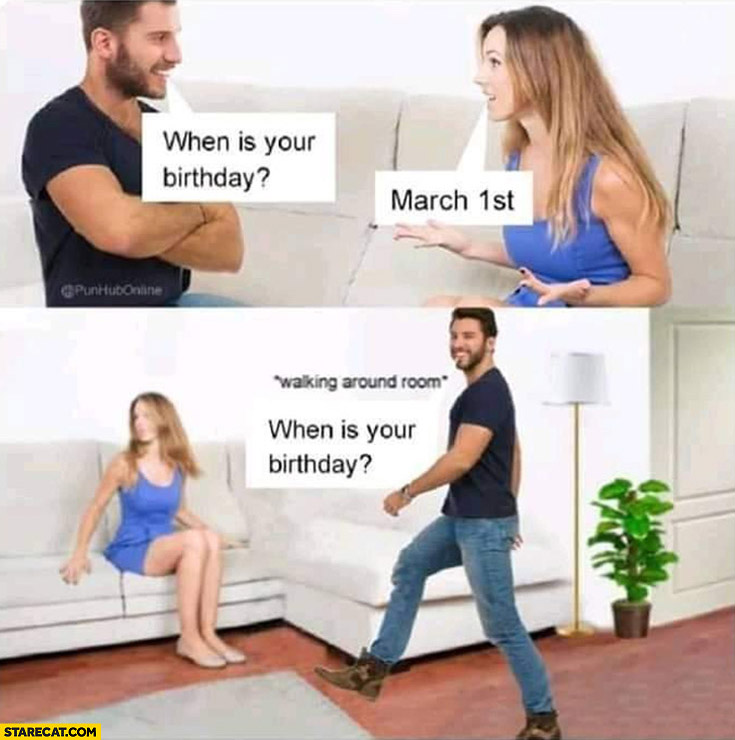 When is your
birthday?
March 1st
@PunHubOnline
*walking around room*
When is your
birthday?
STARECAT.COM